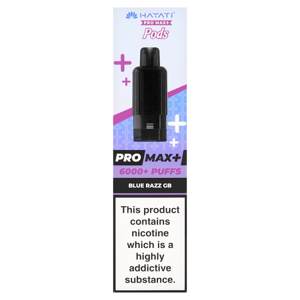 HAYATI
PRO MAX+
Pods
PRO MAX+
6000+ PUFFS
BLUE RAZZ GB
This product
contains
nicotine
which is a
highly
addictive
substance.